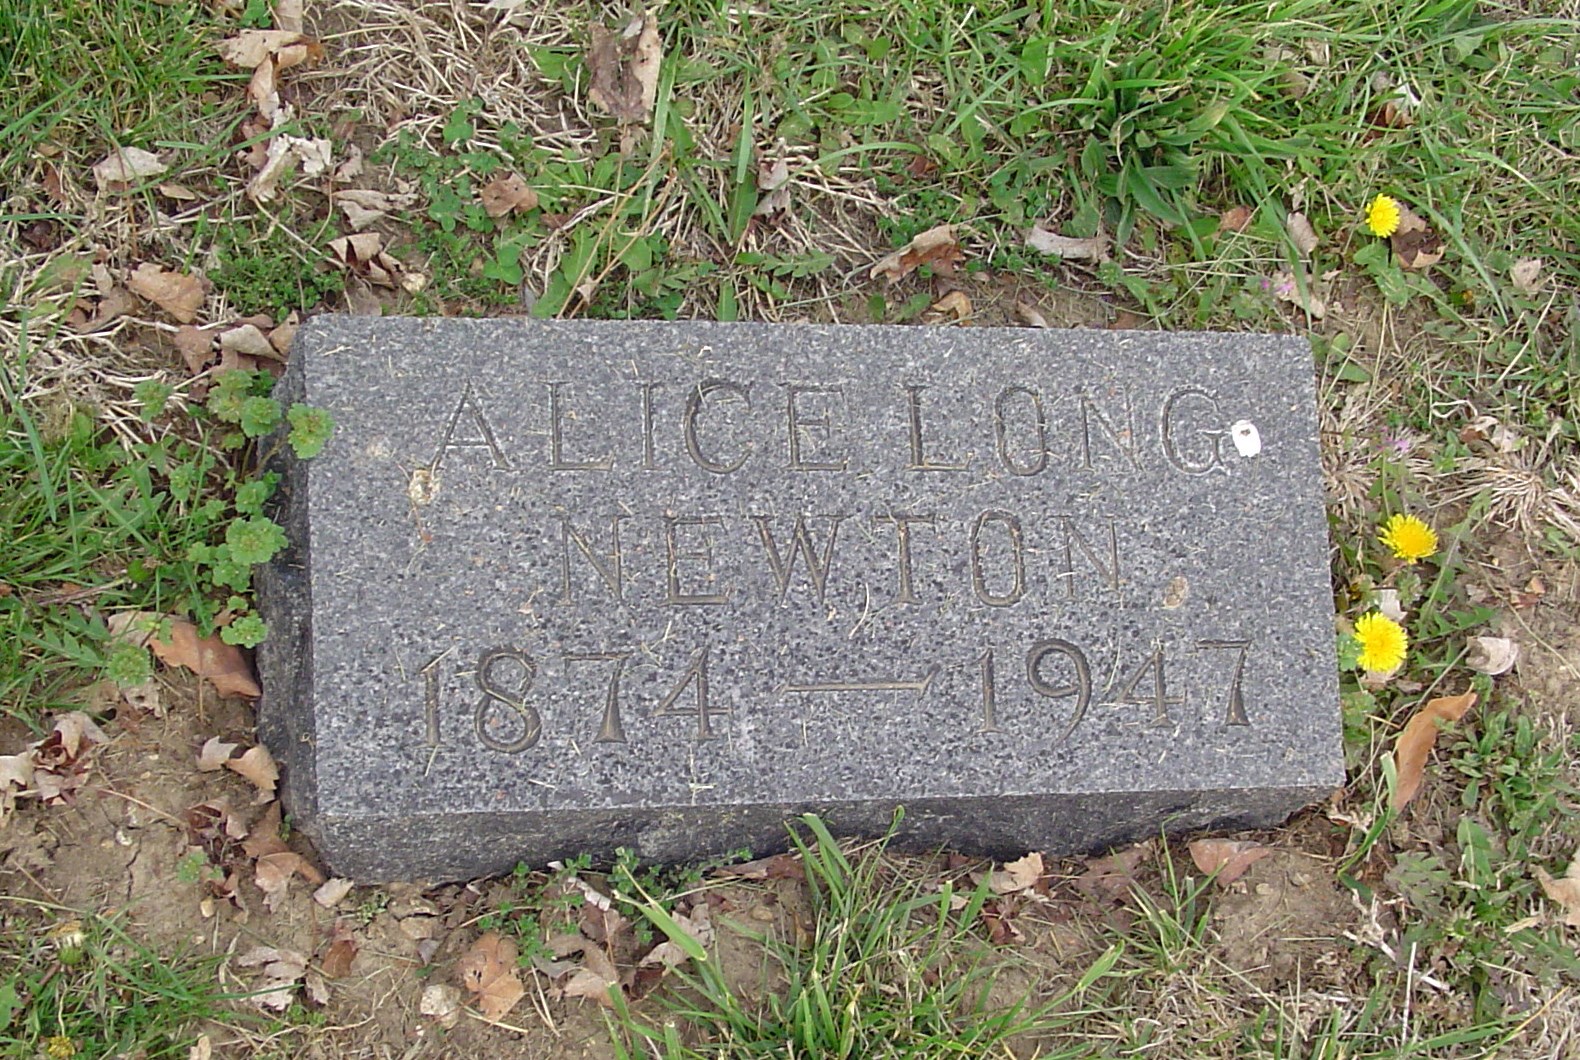 ALICE LONG
NEWTON
1874 — 1947